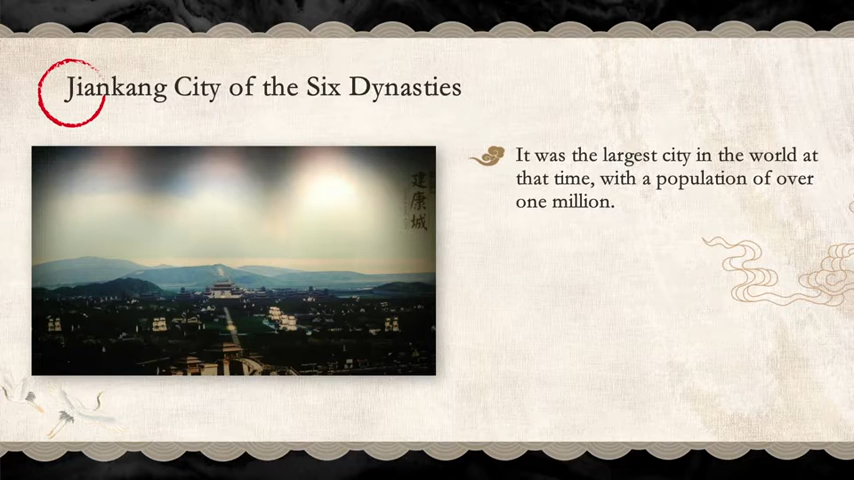 Jiankang City of the Six Dynasties
建康城
It was the largest city in the world at
that time, with a population of over
one million.